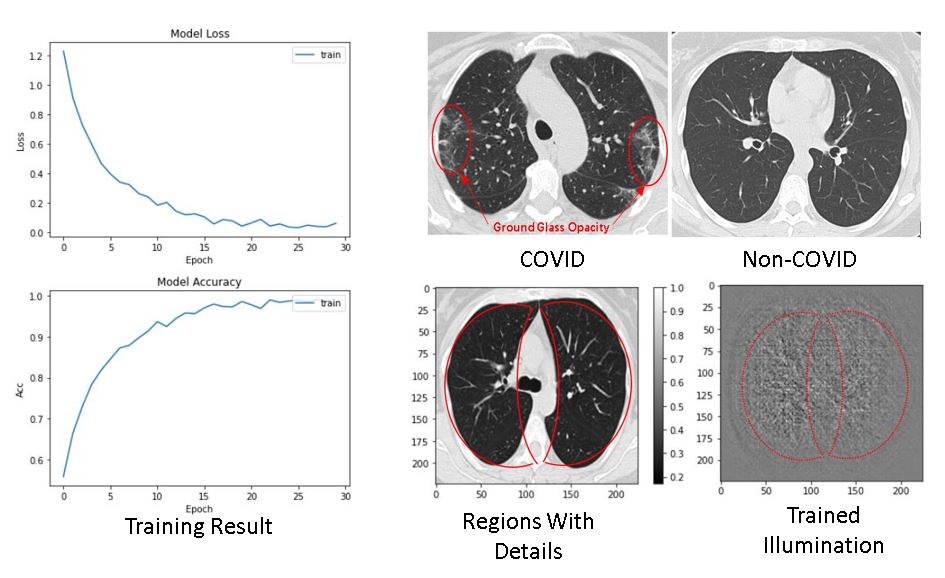 Model Loss
train
1.2
1.0
0.8
0.6
0.4
0.2
0.0
Loss
0 5 10 15 20 25 30
Epoch
Model Accuracy
train
1.0
0.9
0.8
0.7
0.6
Acc
0 5 10 15 20 25 30
Epoch
Training Result
Ground Glass Opacity
COVID
Non-COVID
0
25
50
75
100
125
150
175
200
0 50 100 150 200
1.0
0.9
0.8
0.7
0.6
0.5
0.4
0.3
0.2
Regions With
Details
0
25
50
75
100
125
150
175
200
0 50 100 150 200
Trained
Illumination